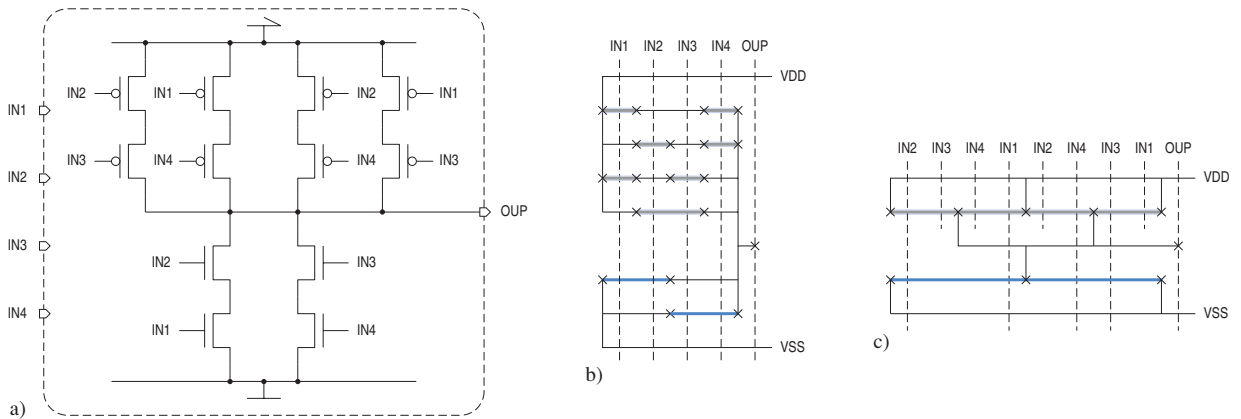 IN1
IN2
IN3
IN4
IN2
IN1
IN2
IN1
IN3
IN4
IN4
IN3
OUP
IN2
IN3
IN1
IN4
a)
IN1 IN2 IN3 IN4 OUP
VDD
VSS
b)
IN2 IN3 IN4 IN1 IN2 IN4 IN3 IN1 OUP
VDD
VSS
c)